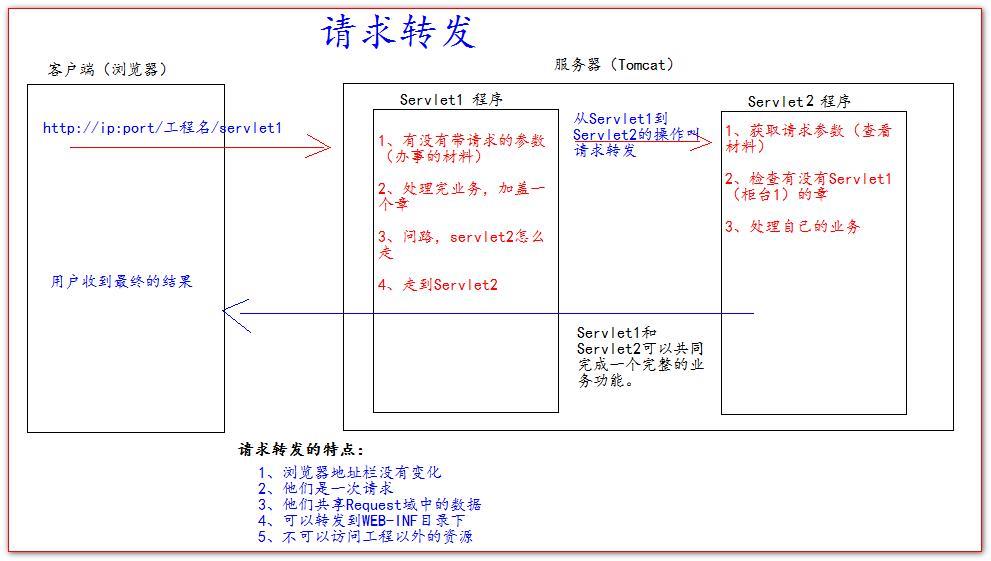 请求转发
客户端（浏览器）
服务器（Tomcat）
http://ip:port/工程名/servlet1
用户收到最终的结果
Servlet1 程序
1、有没有带请求的参数
（办事的材料）
2、处理完业务，加盖一
个章
3、问路，servlet2怎么
走
4、走到Servlet2
从Servlet1到
Servlet2的操作叫
请求转发
Servlet2 程序
1、获取请求参数（查看
材料）
2、检查有没有Servlet1
（柜台1）的章
3、处理自己的业务
Servlet1和
Servlet2可以共同
完成一个完整的业
务功能。
请求转发的特点：
1、浏览器地址栏没有变化
2、他们是一次请求
3、他们共享Request域中的数据
4、可以转发到WEB-INF目录下
5、不可以访问工程以外的资源